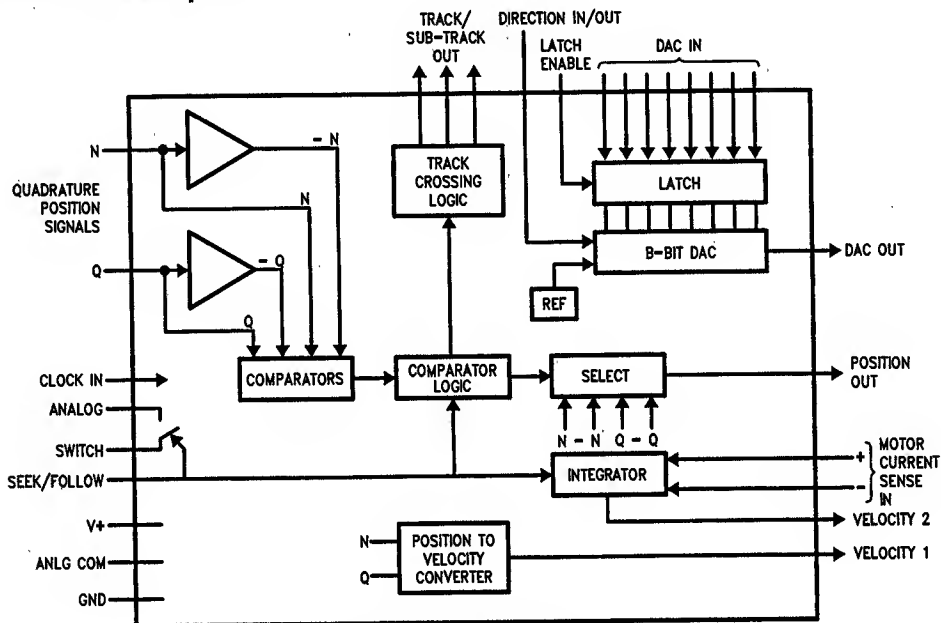 TRACK/
SUB-TRACK
OUT
DIRECTION IN/OUT
LATCH
ENABLE
DAC IN
N
QUADRATURE
POSITION
SIGNALS
Q
- N
N
- Q
Q
TRACK
CROSSING
LOGIC
LATCH
B-BIT DAC
DAC OUT
REF
COMPARATORS
COMPARATOR
LOGIC
SELECT
POSITION
OUT
CLOCK IN
ANALOG
SWITCH
SEEK/FOLLOW
N - N Q - Q
INTEGRATOR
+
-
MOTOR
CURRENT
SENSE
IN
VELOCITY 2
V+
ANLG COM
GND
N
Q
POSITION TO
VELOCITY
CONVERTER
VELOCITY 1